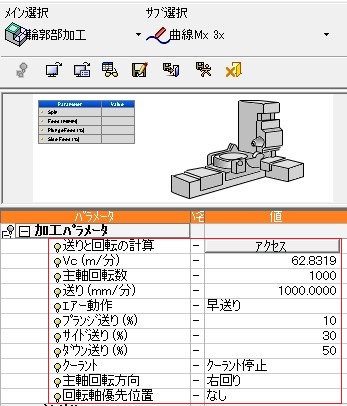 メイン選択
サブ選択
輪郭部加工
曲線Mx 3x
Parameter Value
Spin
Feed (mm/m)
Plunge Feed (%)
Side Feed (%)
パラメータ 値
加工パラメータ
送りと回転の計算 - アクセス
Vc (m/分) - 62.8319
主軸回転数 - 1000
送り (mm/分) - 1000.0000
エアー動作 - 早送り
プランジ送り(%) - 10
サイド送り(%) - 30
ダウン送り(%) - 50
クーラント - クーラント停止
主軸回転方向 - 右回り
回転軸優先位置 - なし